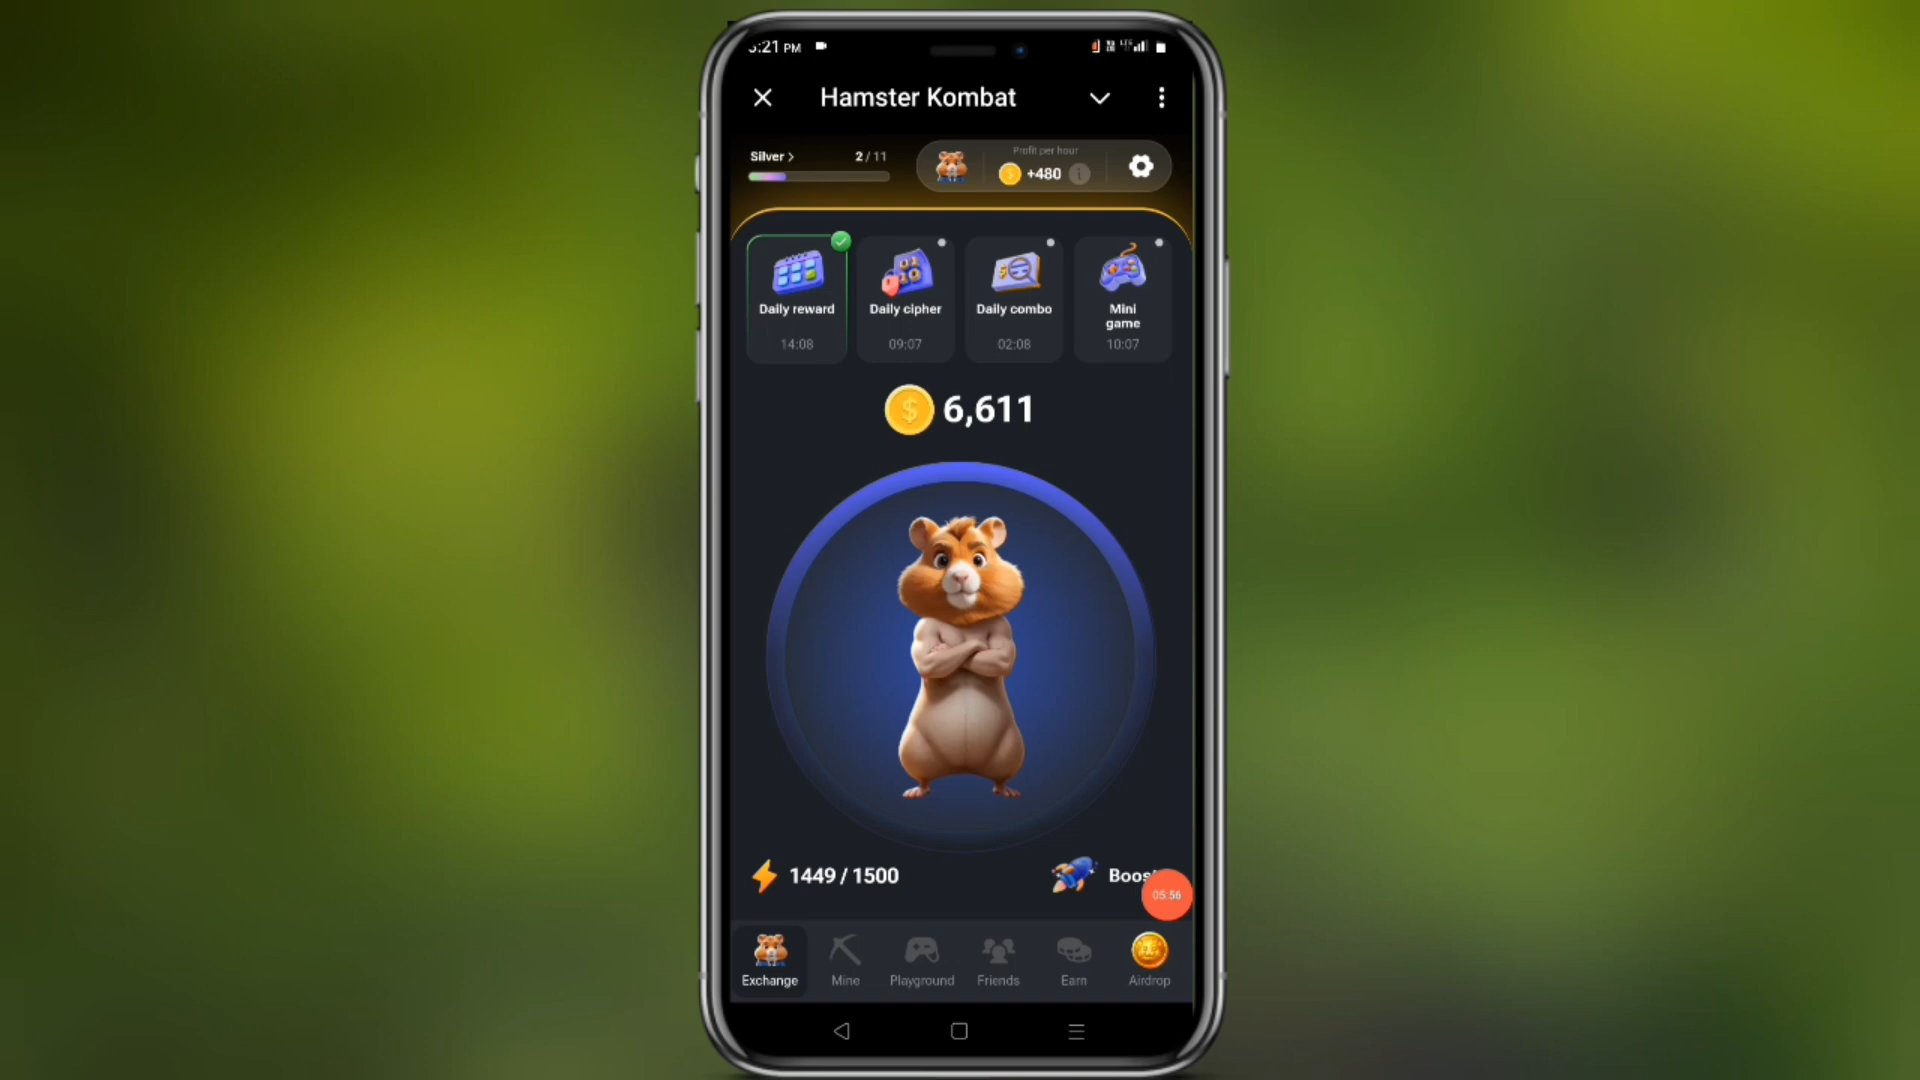 :21 PM
Hamster Kombat
Silver >
2 / 11
Profit per hour
+480
Daily reward
14:08
Daily cipher
09:07
Daily combo
02:08
Mini
game
10:07
6,611
1449 / 1500
Boost
05:56
Exchange
Mine
Playground
Friends
Earn
Airdrop